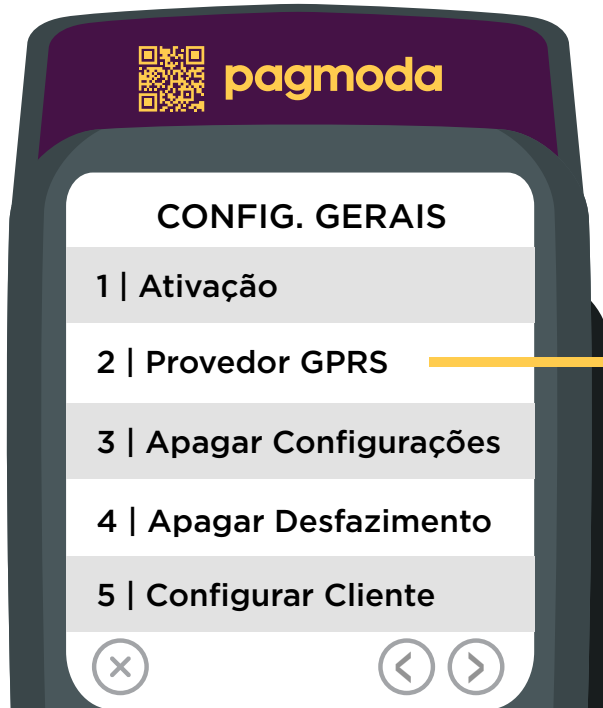 pagmoda
CONFIG. GERAIS
1 | Ativação
2 | Provedor GPRS
3 | Apagar Configurações
4 | Apagar Desfazimento
5 | Configurar Cliente